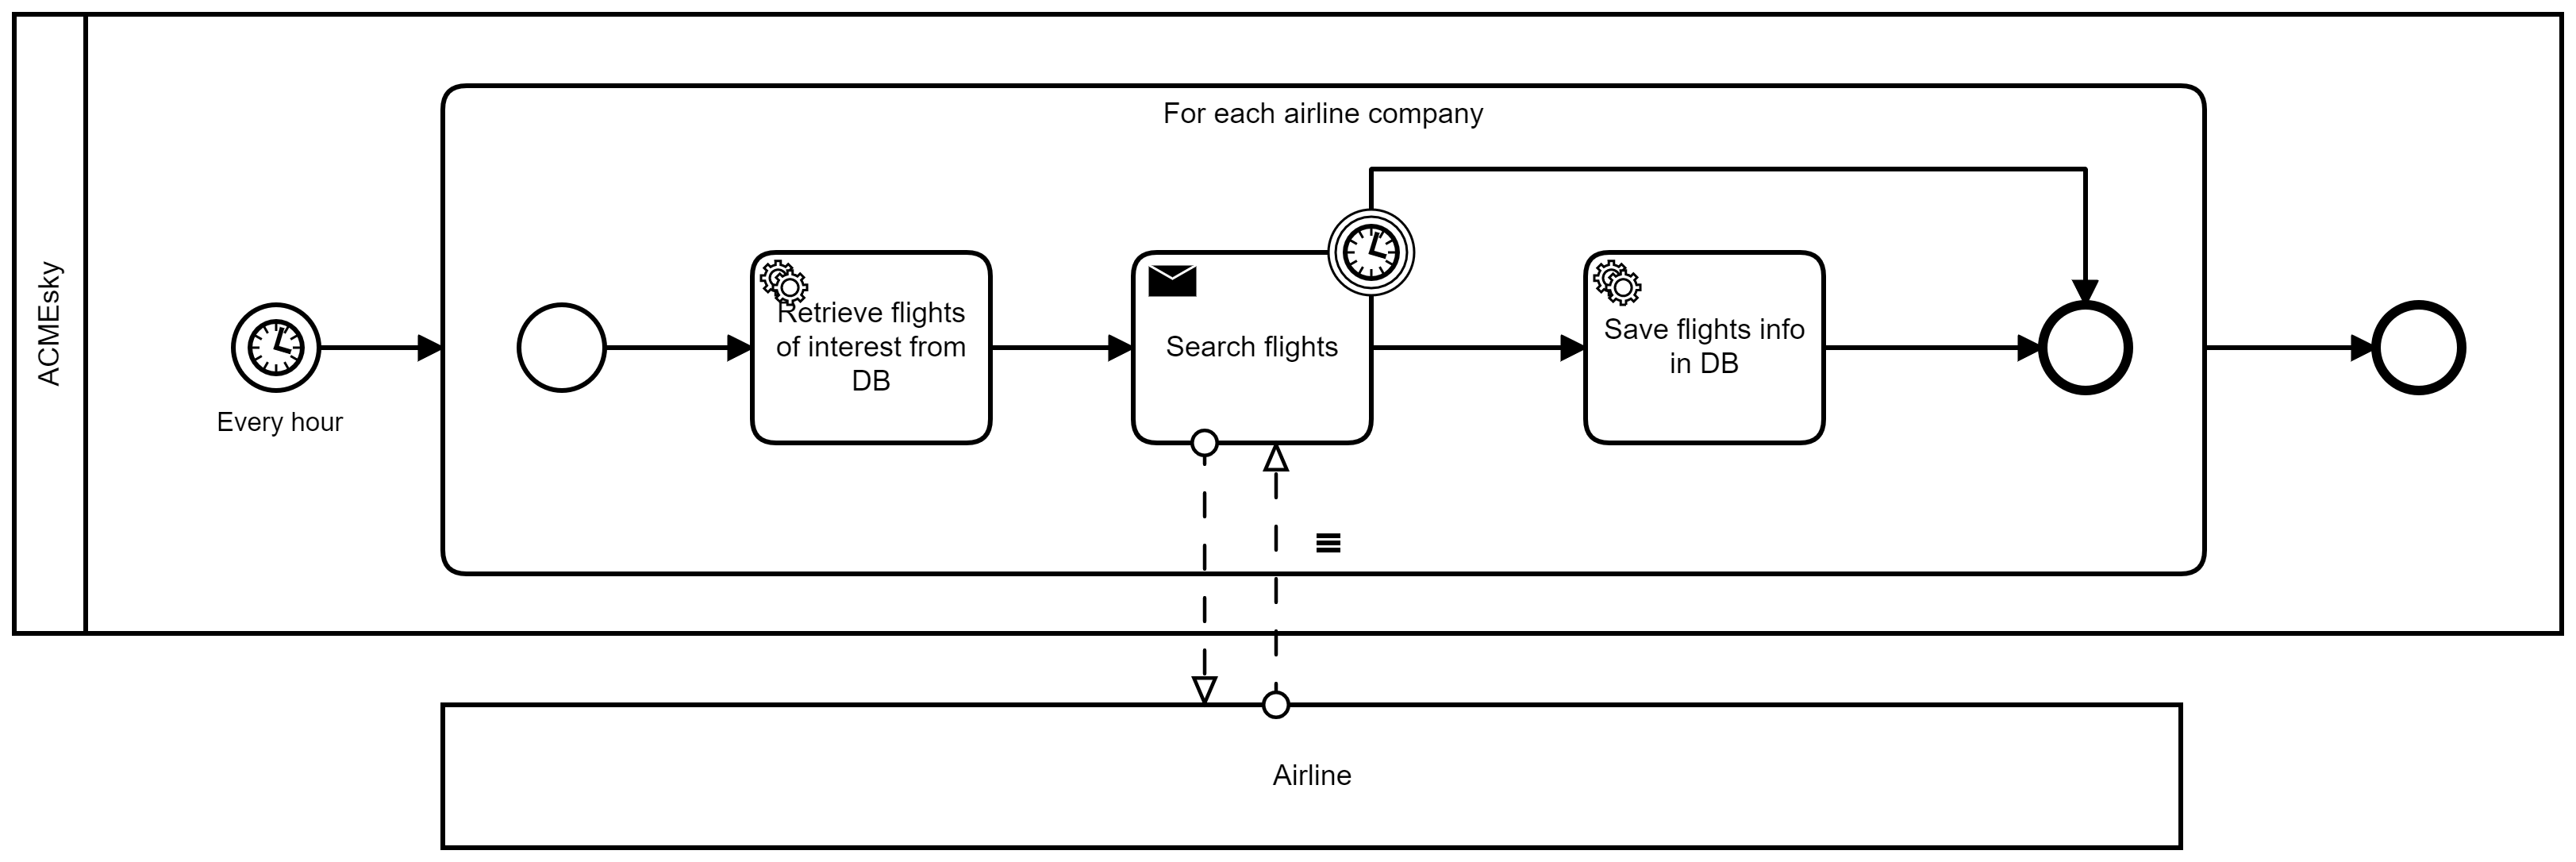 ACMEsky
For each airline company
Every hour
Retrieve flights
of interest from
DB
Search flights
Save flights info
in DB
Airline